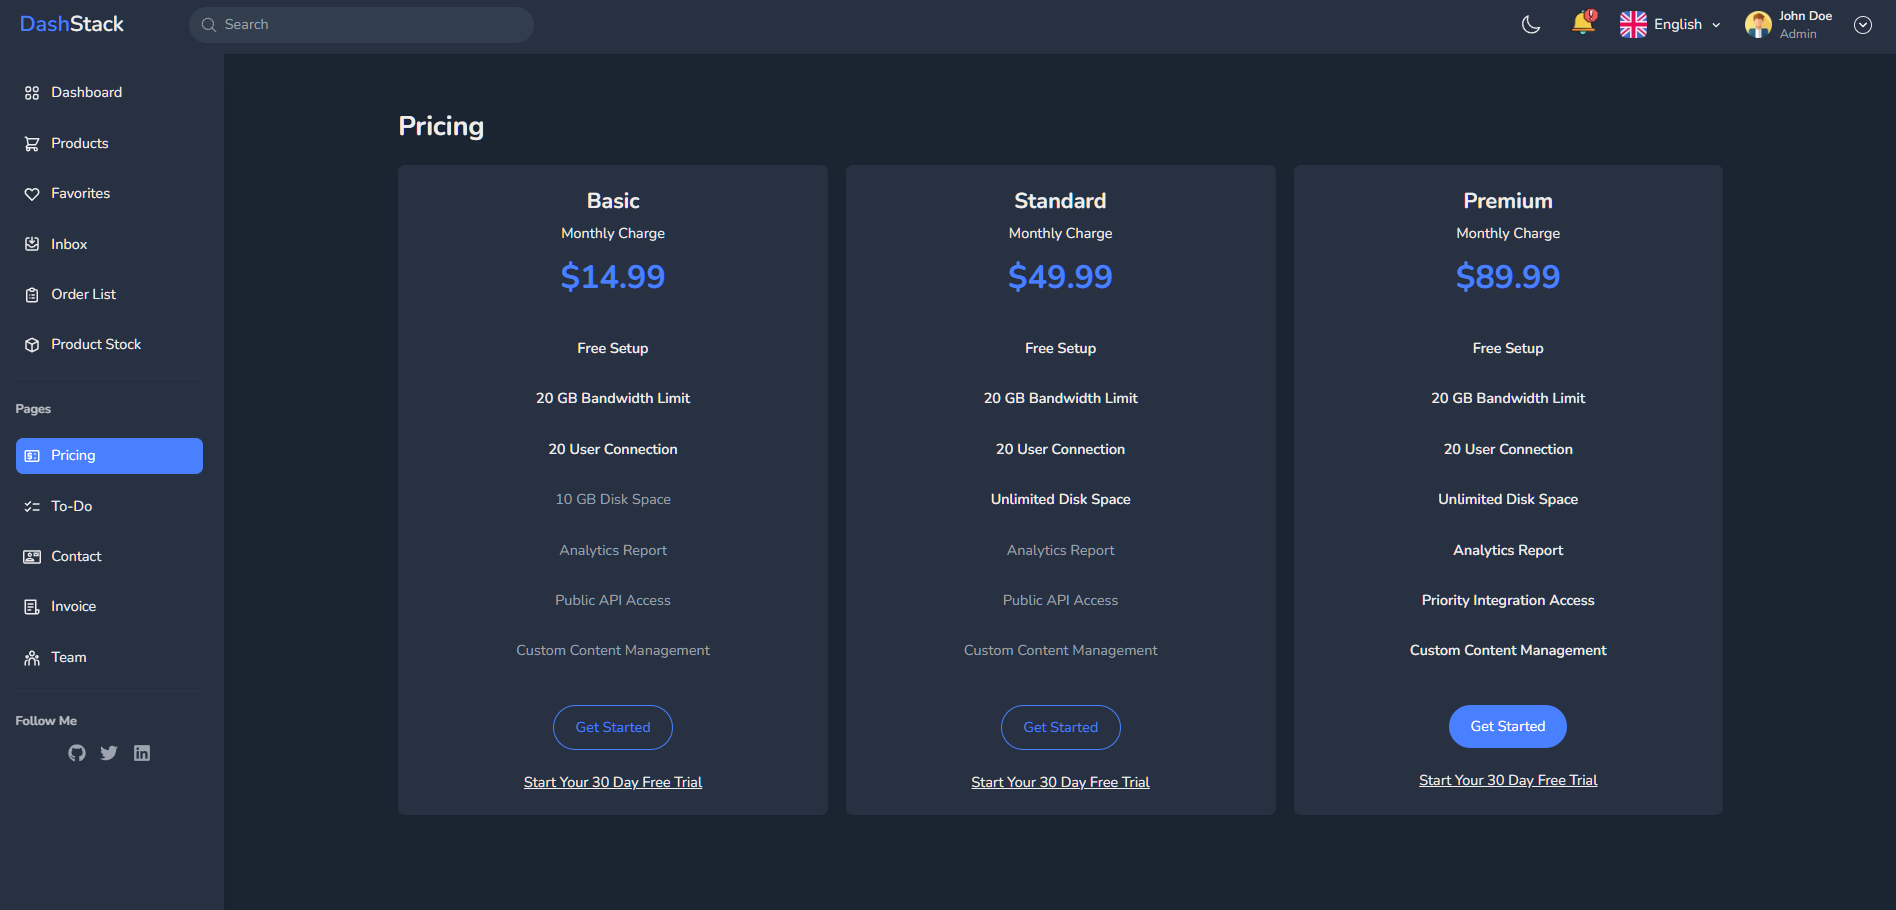 DashStack
Search
English
John Doe
Admin
Dashboard
Products
Favorites
Inbox
Order List
Product Stock
Pages
Pricing
To-Do
Contact
Invoice
Team
Follow Me
Pricing
Basic
Monthly Charge
$14.99
Free Setup
20 GB Bandwidth Limit
20 User Connection
10 GB Disk Space
Analytics Report
Public API Access
Custom Content Management
Get Started
Start Your 30 Day Free Trial
Standard
Monthly Charge
$49.99
Free Setup
20 GB Bandwidth Limit
20 User Connection
Unlimited Disk Space
Analytics Report
Public API Access
Custom Content Management
Get Started
Start Your 30 Day Free Trial
Premium
Monthly Charge
$89.99
Free Setup
20 GB Bandwidth Limit
20 User Connection
Unlimited Disk Space
Analytics Report
Priority Integration Access
Custom Content Management
Get Started
Start Your 30 Day Free Trial